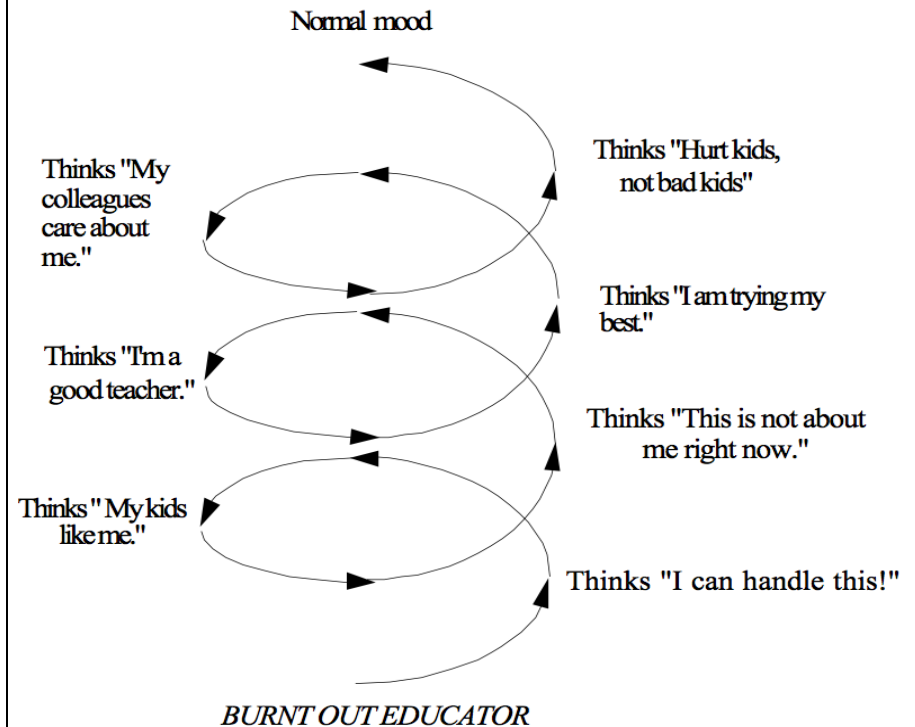 Normal mood
Thinks "Hurt kids,
not bad kids"
Thinks "My
colleagues
care about
me."
Thinks "I am trying my
best."
Thinks "I'm a
good teacher."
Thinks "This is not about
me right now."
Thinks " My kids
like me."
Thinks "I can handle this!"
BURNT OUT EDUCATOR